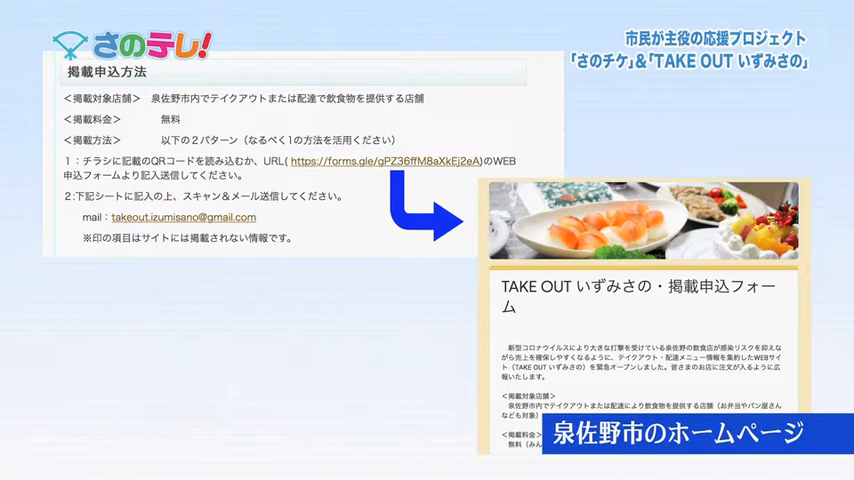 さのテレ!
市民が主役の応援プロジェクト
「さのチケ」&「TAKE OUT いずみさの」
掲載申込方法
＜掲載対象店舗＞　泉佐野市内でテイクアウトまたは配達で飲食物を提供する店舗
＜掲載料金＞　　無料
＜掲載方法＞　　以下の２パターン（なるべく1の方法を活用ください）
１：チラシに記載のQRコードを読み込むか、URL( https://forms.gle/gPZ36ffM8aXkEj2eA)のWEB
申込フォームより記入送信してください。
２:下記シートに記入の上、スキャン＆メール送信してください。
mail：takeout.izumisano@gmail.com
※印の項目はサイトには掲載されない情報です。
TAKE OUT いずみさの・掲載申込フォー
ム
新型コロナウイルスにより大きな打撃を受けている泉佐野の飲食店が感染リスクを抑えな
がら売上を確保しやすくなるように、テイクアウト・配達メニュー情報を集約したWEBサイ
ト（TAKE OUT いずみさの）を緊急オープンしました。皆さまのお店に注文が入るように広
報いたします。
＜掲載対象店舗＞
泉佐野市内でテイクアウトまたは配達により飲食物を提供する店舗（お弁当やパン屋さん
なども対象）
＜掲載料金＞
無料（みん
泉佐野市のホームページ